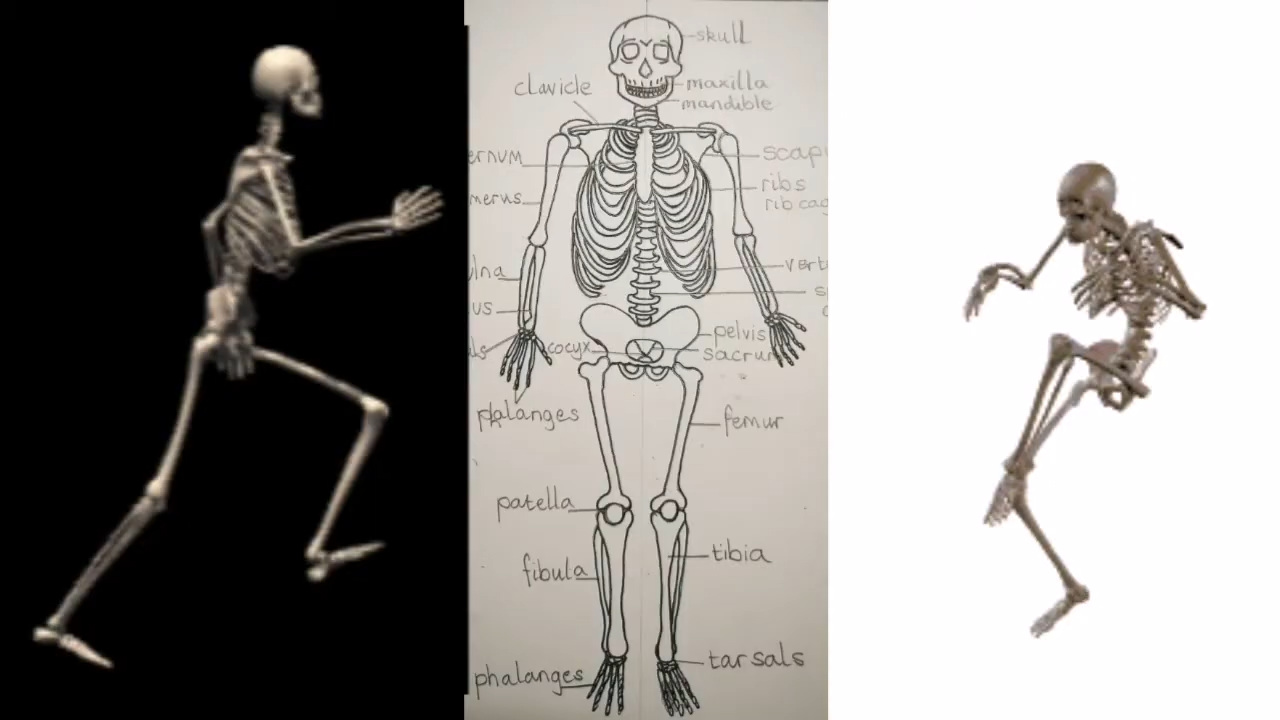 skull
clavicle
maxilla
mandible
ernum
scap
merus
ribs
rib cag
ulna
vert
us
pelvis
cocyx
sacrum
phalanges
femur
patella
tibia
fibula
tarsals
phalanges